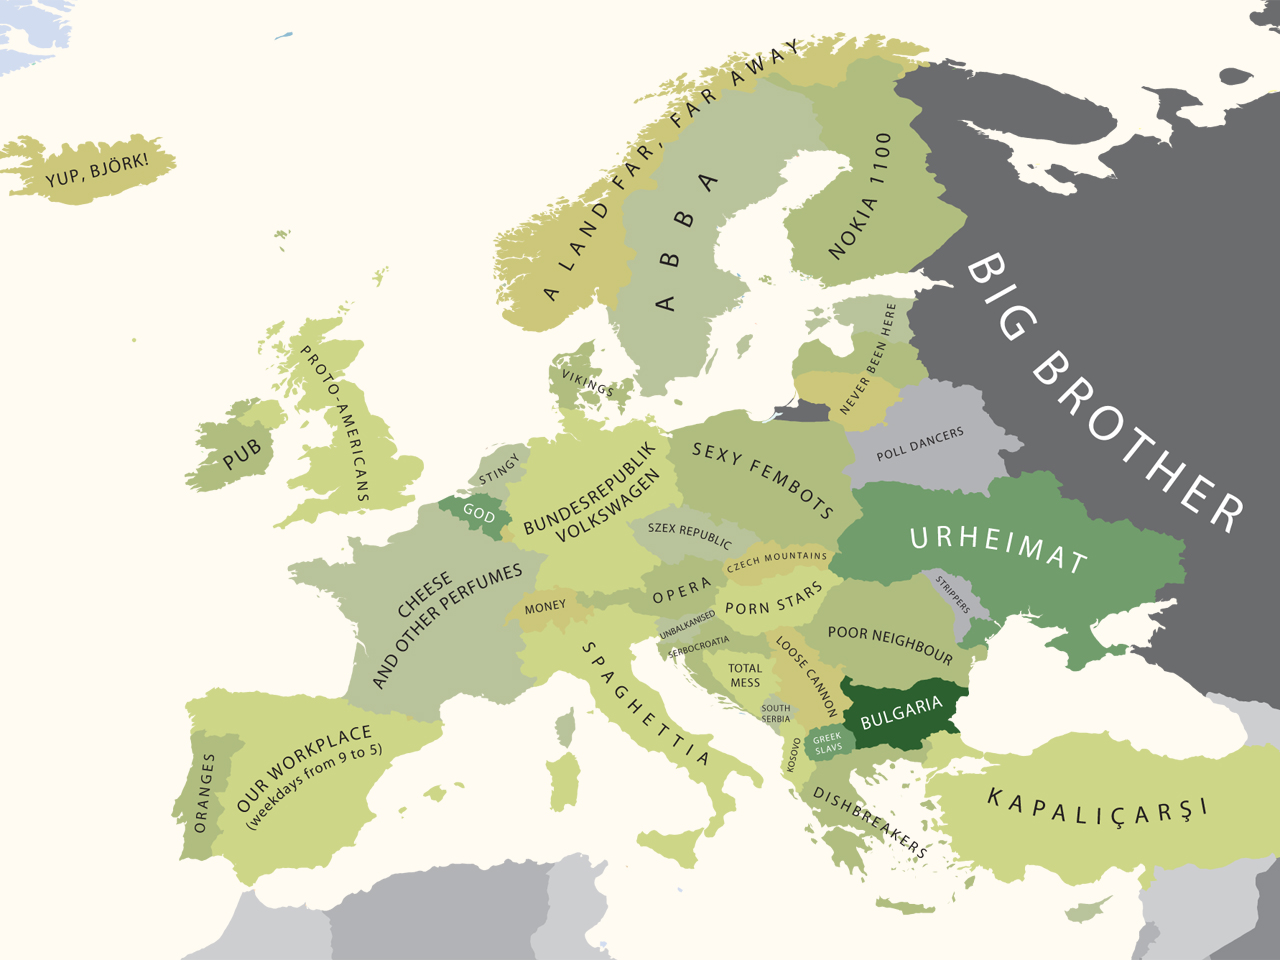 YUP, BJÖRK!
A LAND FAR, FAR AWAY
ABBA
NOKIA 1100
BIG BROTHER
NEVER BEEN HERE
VIKINGS
PROTO-AMERICANS
PUB
STINGY
GOD
BUNDESREPUBLIK
VOLKSWAGEN
SEXY FEMBOTS
POLL DANCERS
URHEIMAT
SZEX REPUBLIC
CZECH MOUNTAINS
STRIPPERS
CHEESE
AND OTHER PERFUMES
MONEY
OPERA
PORN STARS
UNBALKANISED
SERBOCROATIA
POOR NEIGHBOUR
SPAGHETTIA
TOTAL
MESS
LOOSE CANNON
SOUTH
SERBIA
BULGARIA
KOSOVO
GREEK
SLAVS
ORANGES
OUR WORKPLACE
(weekdays from 9 to 5)
DISHBREAKERS
KAPALIÇARŞI